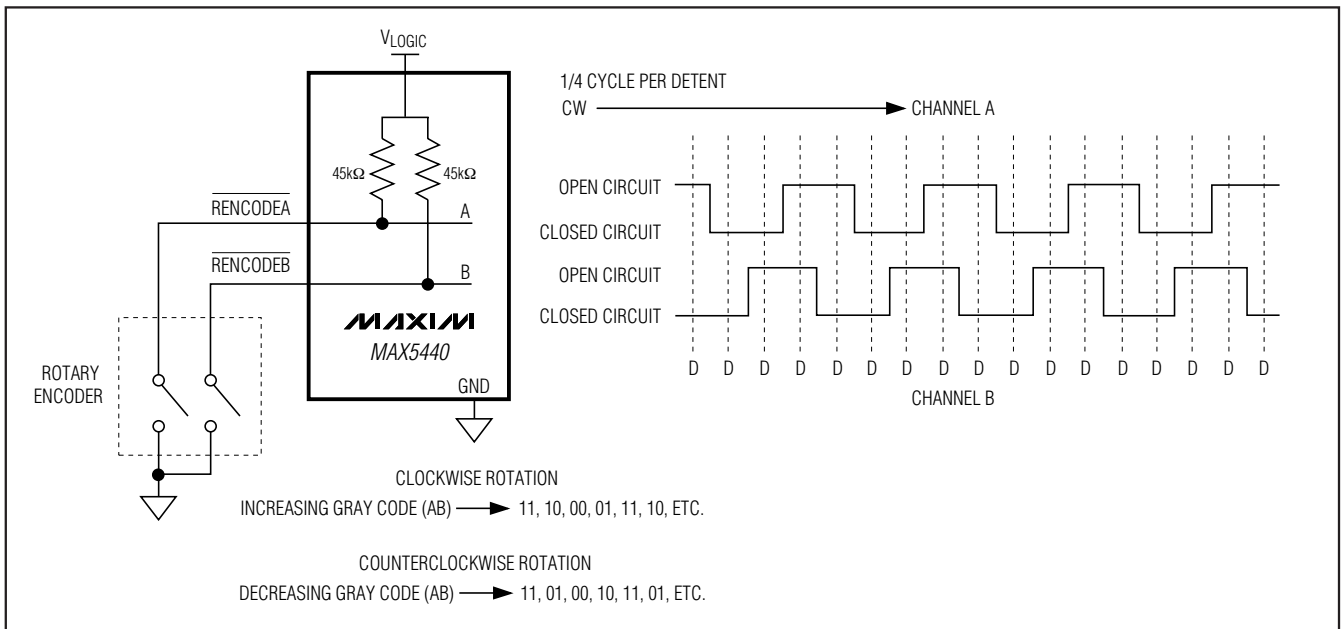 VLOGIC
45kΩ 45kΩ
RENCODEA A
RENCODEB B
MAXIM
MAX5440
GND
ROTARY
ENCODER
1/4 CYCLE PER DETENT
CW CHANNEL A
OPEN CIRCUIT
CLOSED CIRCUIT
OPEN CIRCUIT
CLOSED CIRCUIT
D D D D D D D D D D D D D D D D D
CHANNEL B
CLOCKWISE ROTATION
INCREASING GRAY CODE (AB) 11, 10, 00, 01, 11, 10, ETC.
COUNTERCLOCKWISE ROTATION
DECREASING GRAY CODE (AB) 11, 01, 00, 10, 11, 01, ETC.